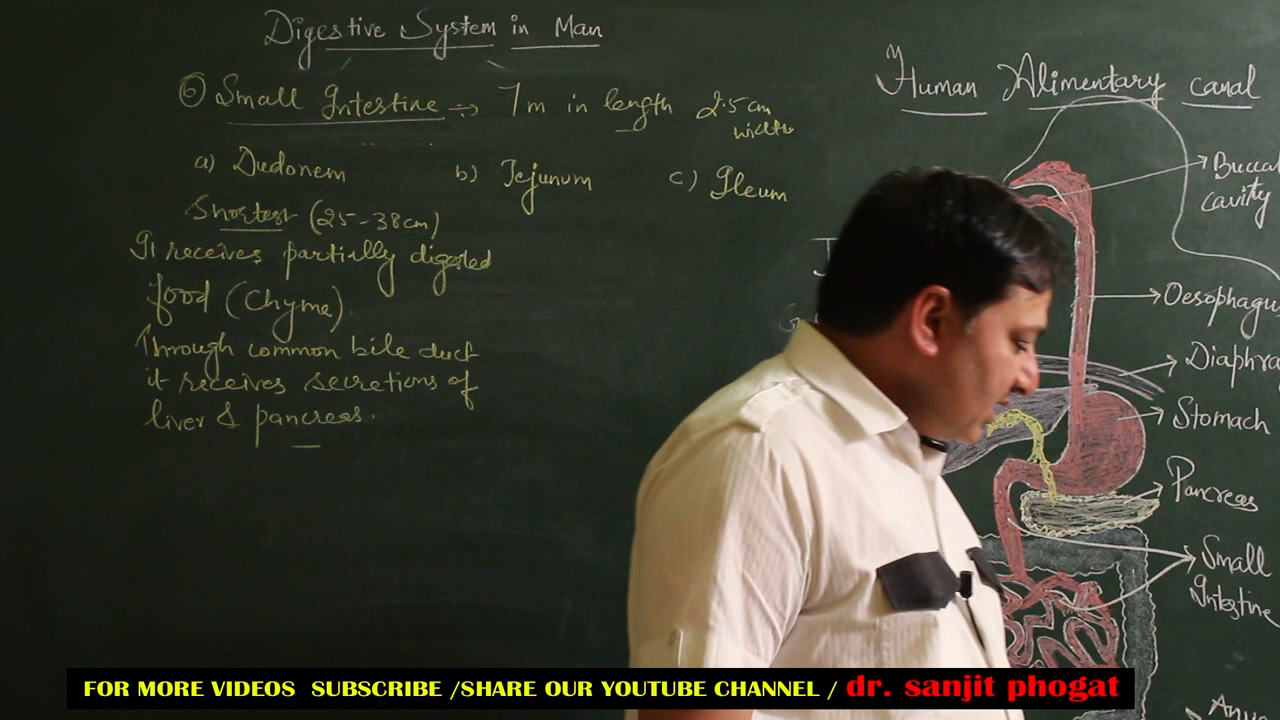 Digestive System in Man
⑥ Small Intestine → 7m in length 2.5 cm
width
a) Dudonem b) Jejunum c) Ileum
Shortest (25-38cm)
It receives partially digested
food (Chyme)
Through common bile duct
it receives secretions of
liver & pancreas.
Human Alimentary canal
Buccal
cavity
Oesophagu
Diaphra
Stomach
Pancreas
Small
Intestine
Anu
FOR MORE VIDEOS SUBSCRIBE /SHARE OUR YOUTUBE CHANNEL / dr. sanjit phogat